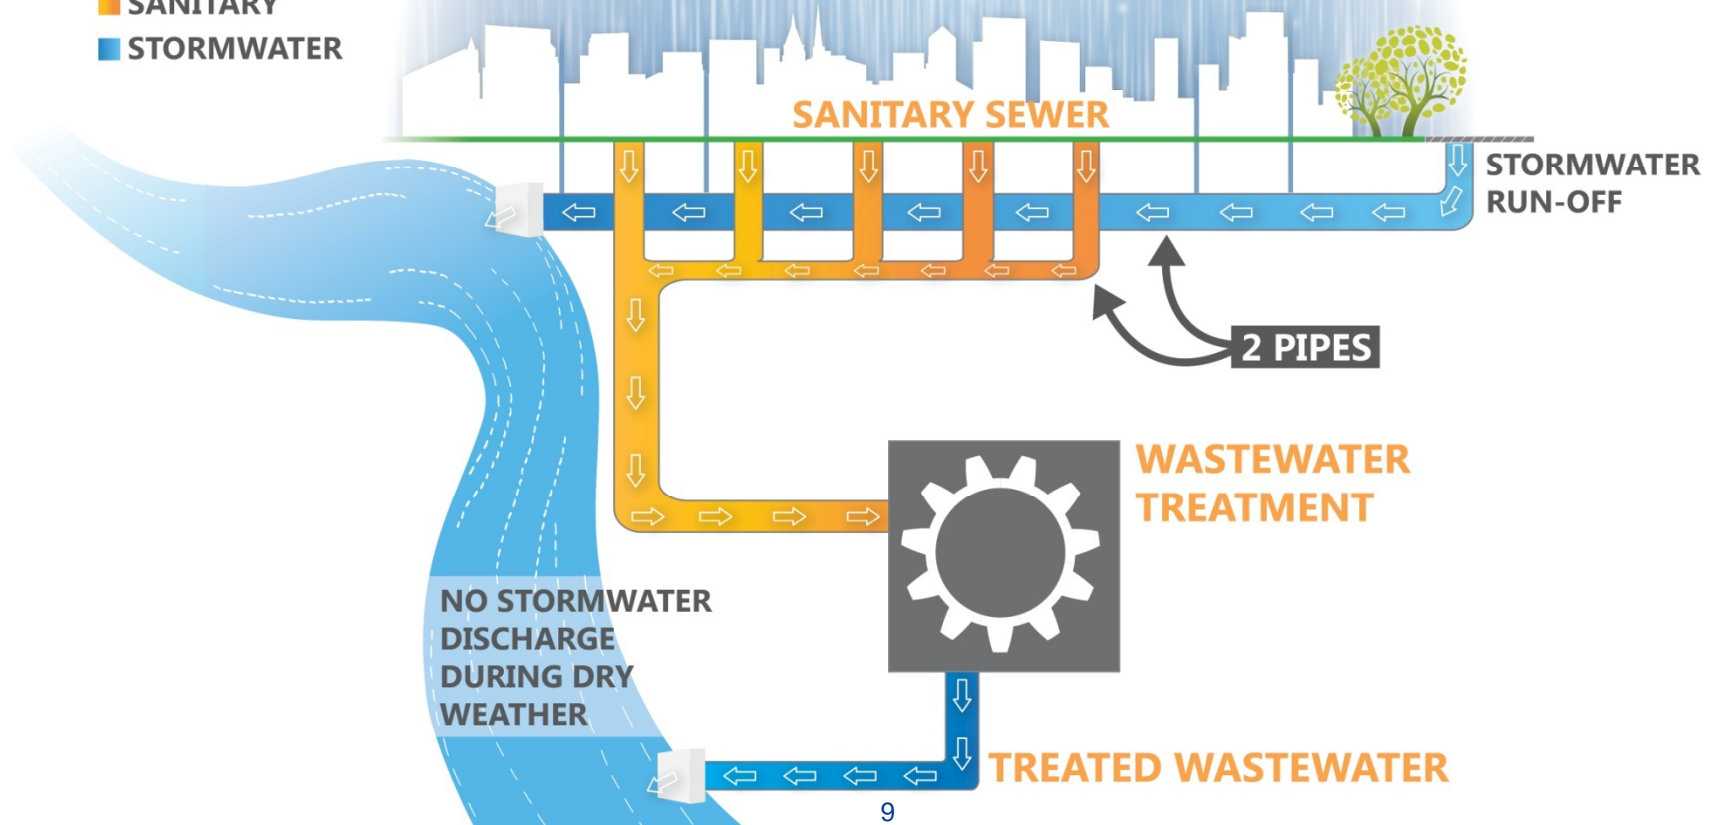 SANITARY
STORMWATER
SANITARY SEWER
STORMWATER
RUN-OFF
2 PIPES
WASTEWATER
TREATMENT
NO STORMWATER
DISCHARGE
DURING DRY
WEATHER
TREATED WASTEWATER
9